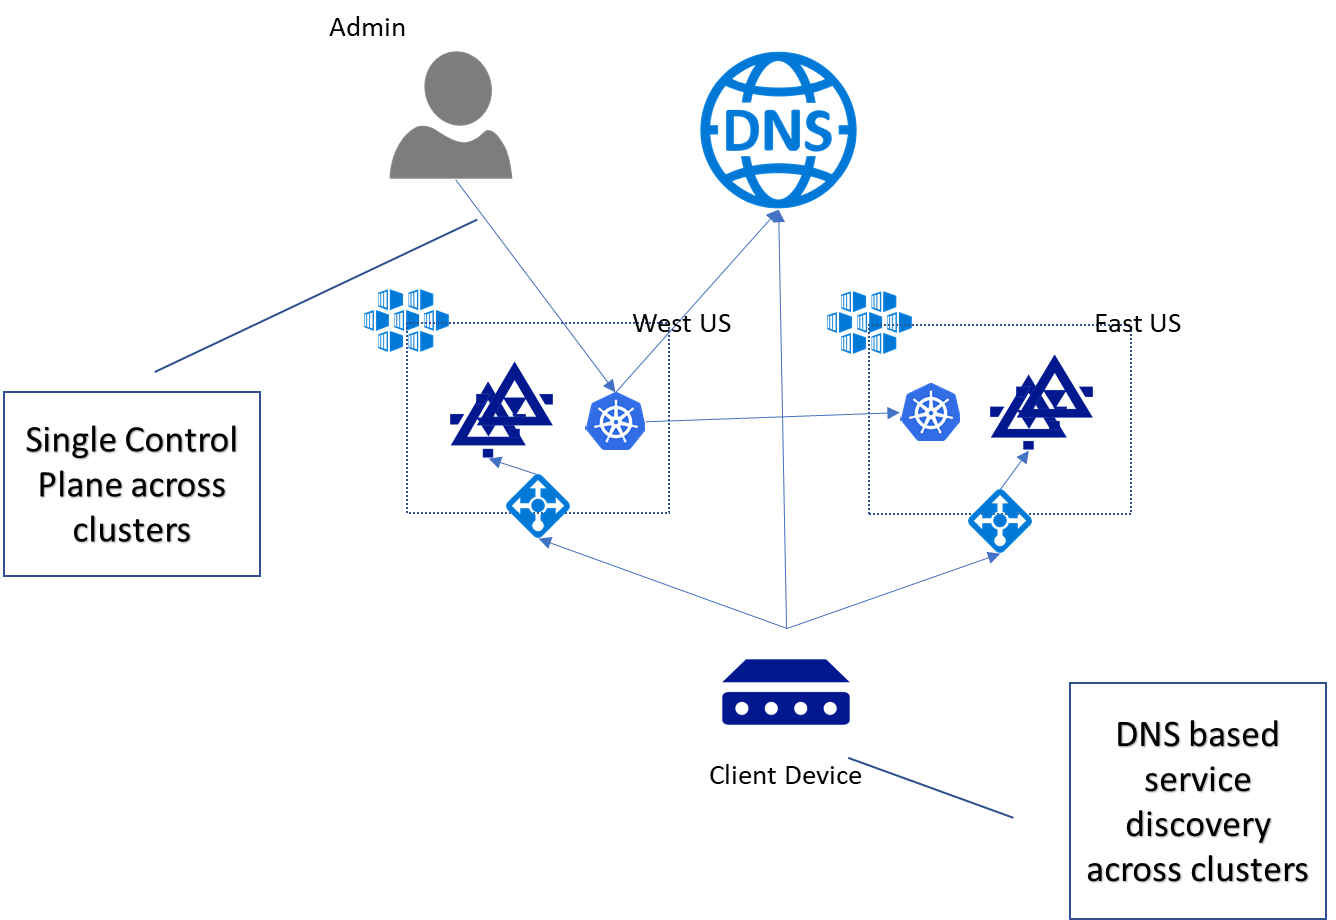 Admin
DNS
West US
East US
Single Control
Plane across
clusters
Client Device
DNS based
service
discovery
across clusters